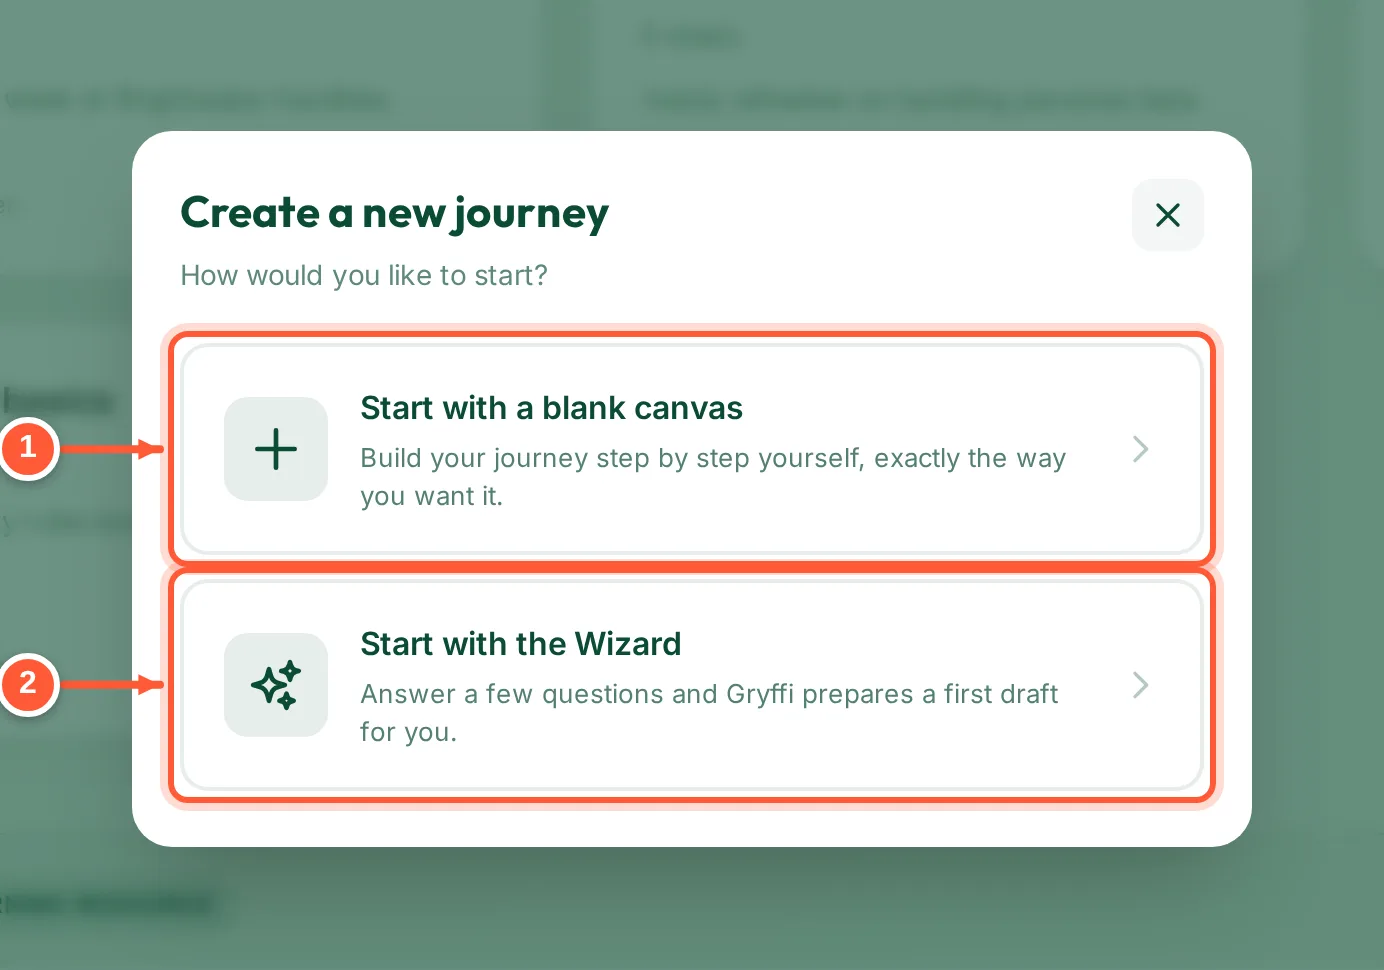 Create a new journey
How would you like to start?
1
Start with a blank canvas
Build your journey step by step yourself, exactly the way
you want it.
2
Start with the Wizard
Answer a few questions and Gryffi prepares a first draft
for you.